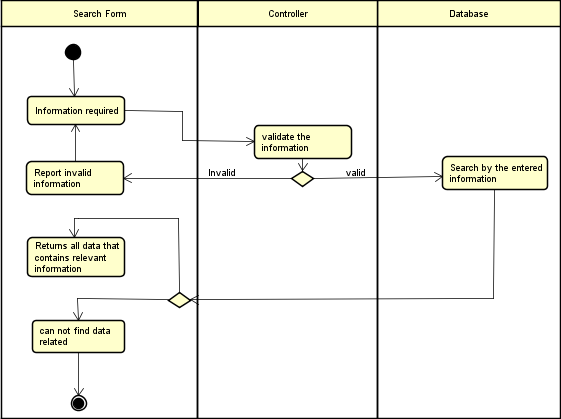 Search Form
Controller
Database
Information required
validate the
information
Report invalid
information
Invalid
valid
Search by the entered
information
Returns all data that
contains relevant
information
can not find data
related